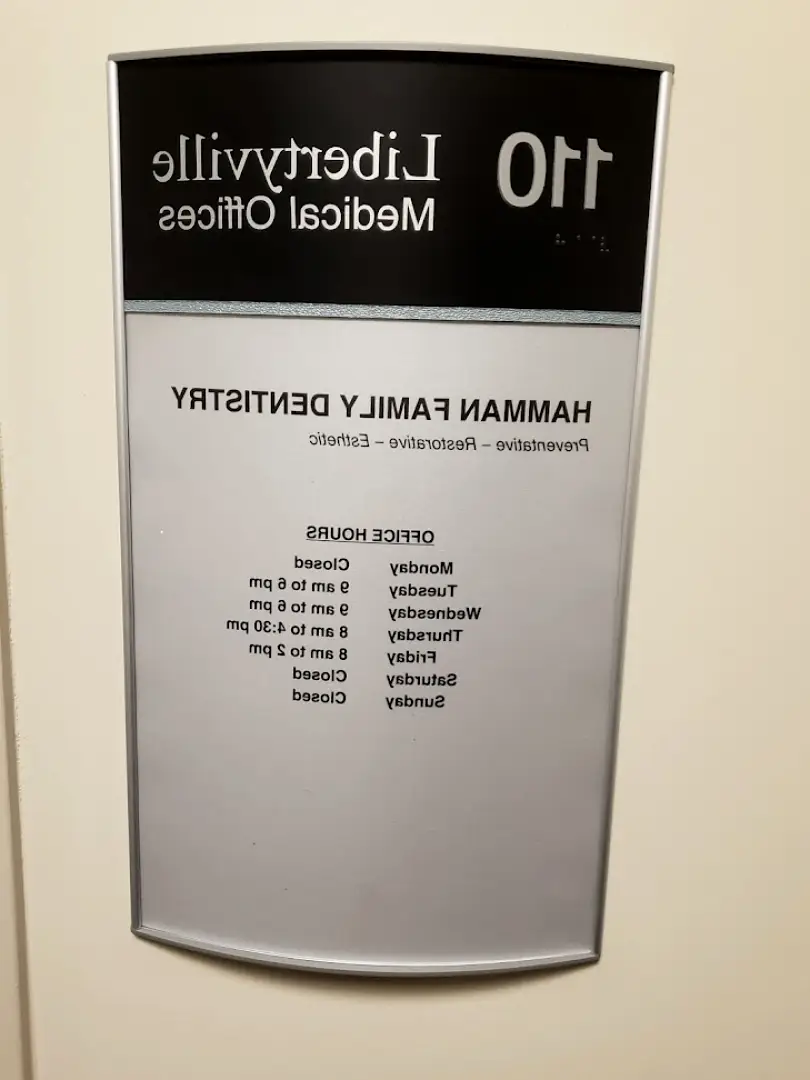 110
Libertyville
Medical Offices
HAMMAN FAMILY DENTISTRY
Preventative – Restorative – Esthetic
OFFICE HOURS
Monday Closed
Tuesday 9 am to 6 pm
Wednesday 9 am to 6 pm
Thursday 8 am to 4:30 pm
Friday 8 am to 2 pm
Saturday Closed
Sunday Closed